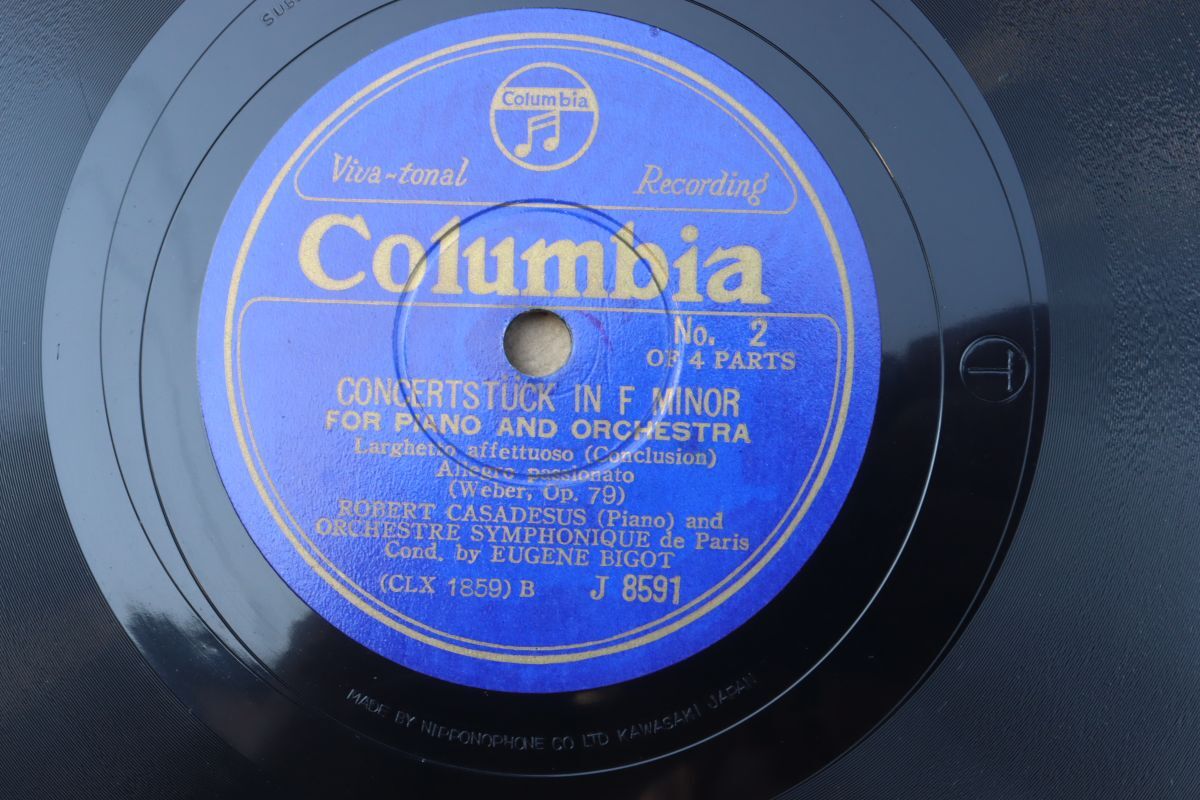 SUB
Columbia
Viva-tonal Recording
Columbia
No. 2
OF 4 PARTS
CONCERTSTUCK IN F MINOR
FOR PIANO AND ORCHESTRA
Larghetto affettuoso (Conclusion)
Allegro passionato
(Weber, Op. 79)
ROBERT CASADESUS (Piano) and
ORCHESTRE SYMPHONIQUE de Paris
Cond. by EUGENE BIGOT
(CLX 1859) B J 8591
T
MADE BY NIPPONOPHONE CO LTD KAWASAKI JAPAN